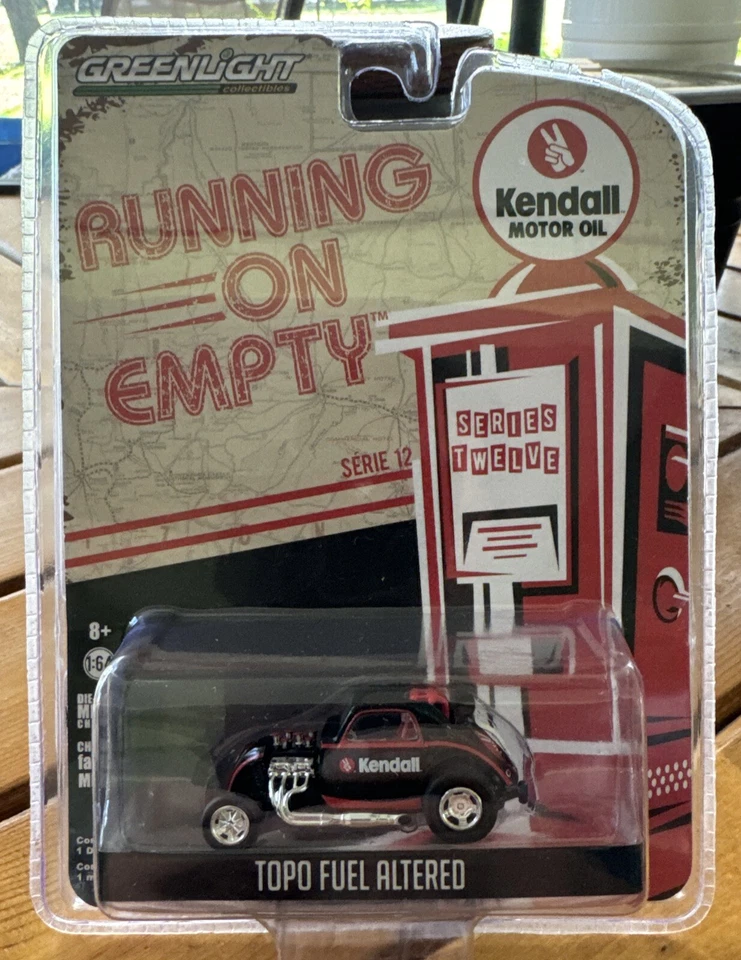 GREENLiGHT
collectibles
RUNNING
ON
EMPTY™
Kendall
MOTOR OIL
SERIES
TWELVE
SÉRIE 12
8+
1:64
Kendall
TOPO FUEL ALTERED